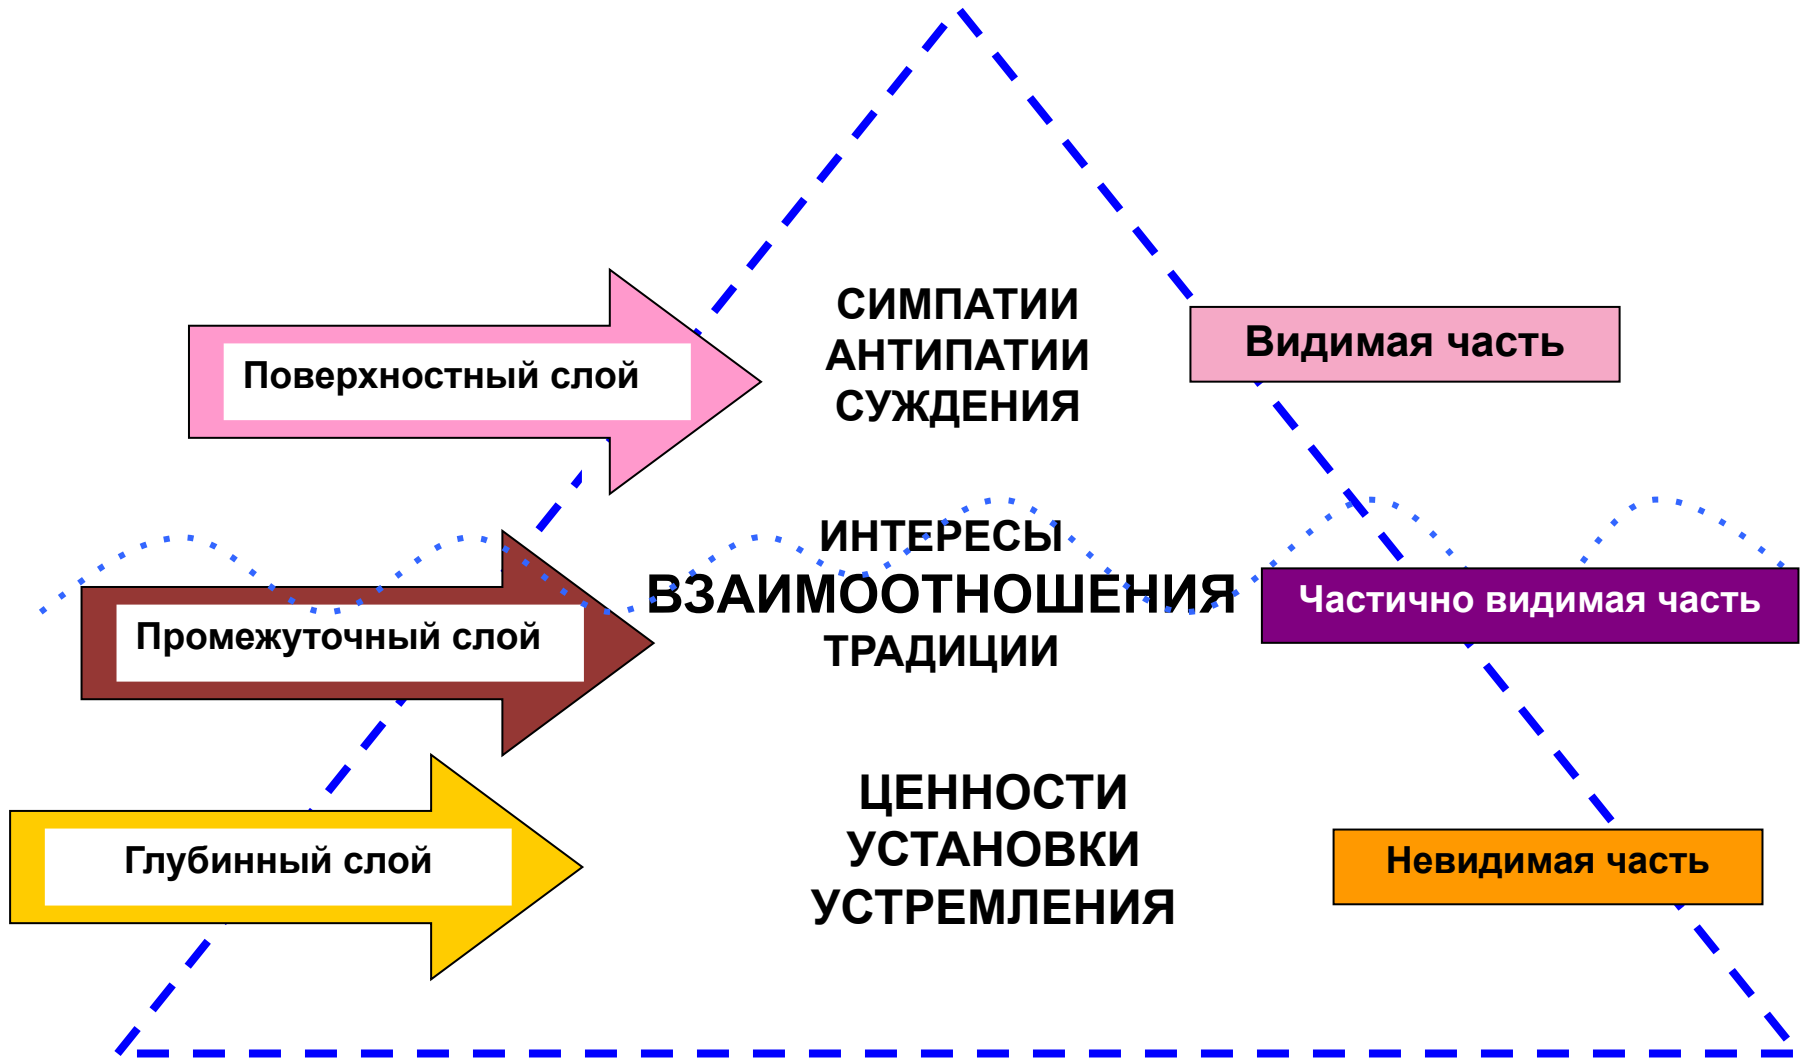 Поверхностный слой
СИМПАТИИ
АНТИПАТИИ
СУЖДЕНИЯ
Видимая часть
Промежуточный слой
ИНТЕРЕСЫ
ВЗАИМООТНОШЕНИЯ
ТРАДИЦИИ
Частично видимая часть
Глубинный слой
ЦЕННОСТИ
УСТАНОВКИ
УСТРЕМЛЕНИЯ
Невидимая часть